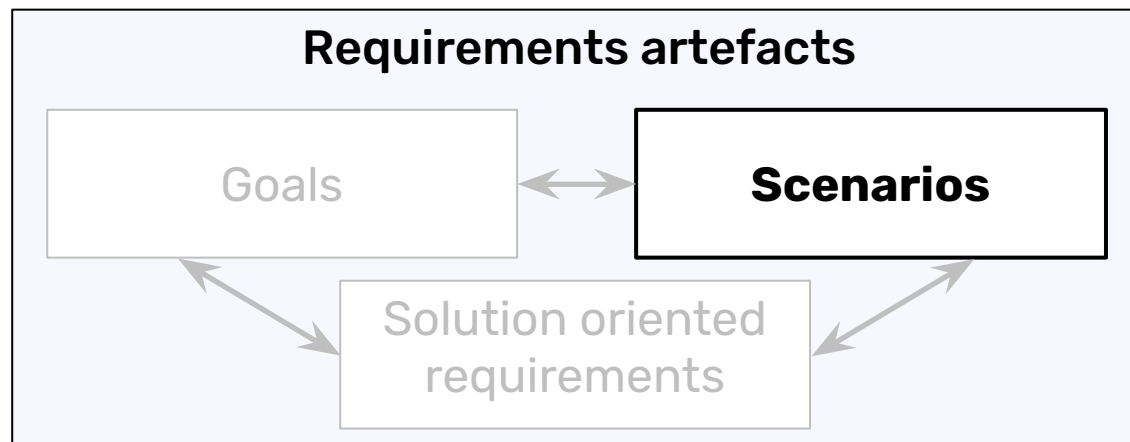 Requirements artefacts
Goals
Scenarios
Solution oriented
requirements